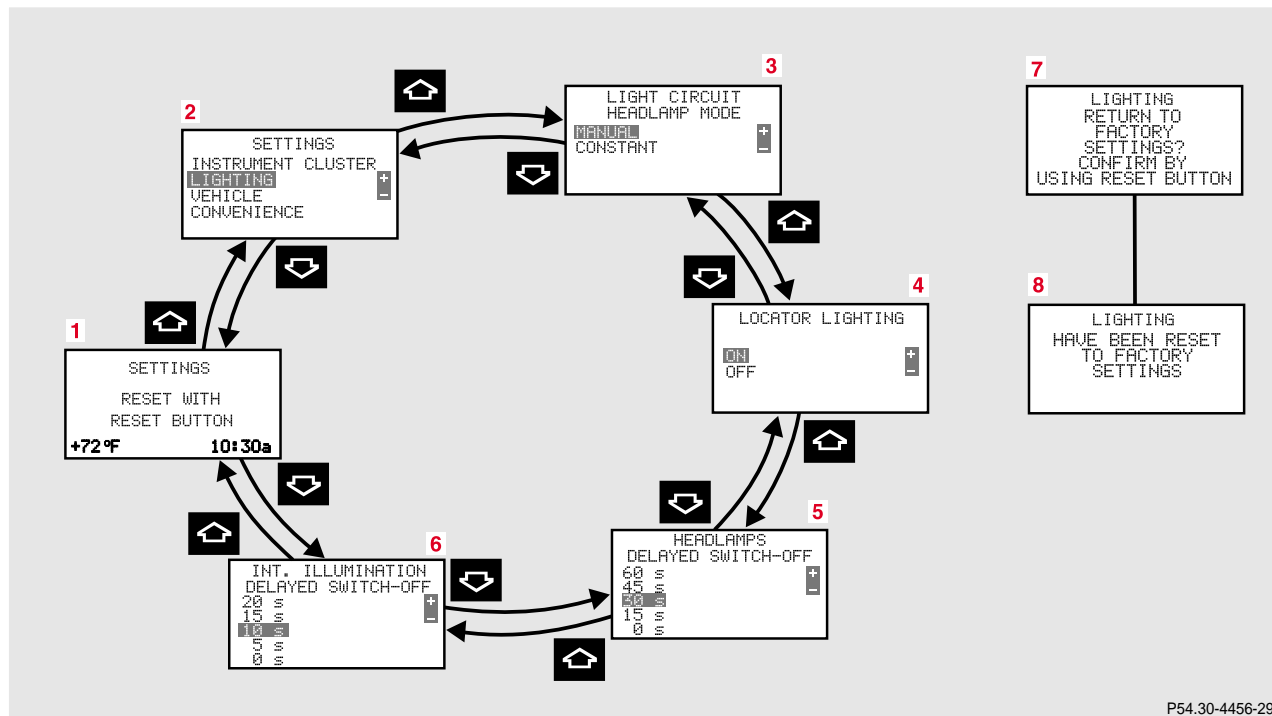 1
SETTINGS
RESET WITH
RESET BUTTON
+72°F 10:30a
2
SETTINGS
INSTRUMENT CLUSTER
LIGHTING
VEHICLE
CONVENIENCE
+
–
3
LIGHT CIRCUIT
HEADLAMP MODE
MANUAL
CONSTANT
+
–
4
LOCATOR LIGHTING
ON
OFF
+
–
5
HEADLAMPS
DELAYED SWITCH-OFF
60 s
45 s
30 s
15 s
0 s
+
–
6
INT. ILLUMINATION
DELAYED SWITCH-OFF
20 s
15 s
10 s
5 s
0 s
+
–
7
LIGHTING
RETURN TO
FACTORY
SETTINGS?
CONFIRM BY
USING RESET BUTTON
8
LIGHTING
HAVE BEEN RESET
TO FACTORY
SETTINGS
P54.30-4456-29